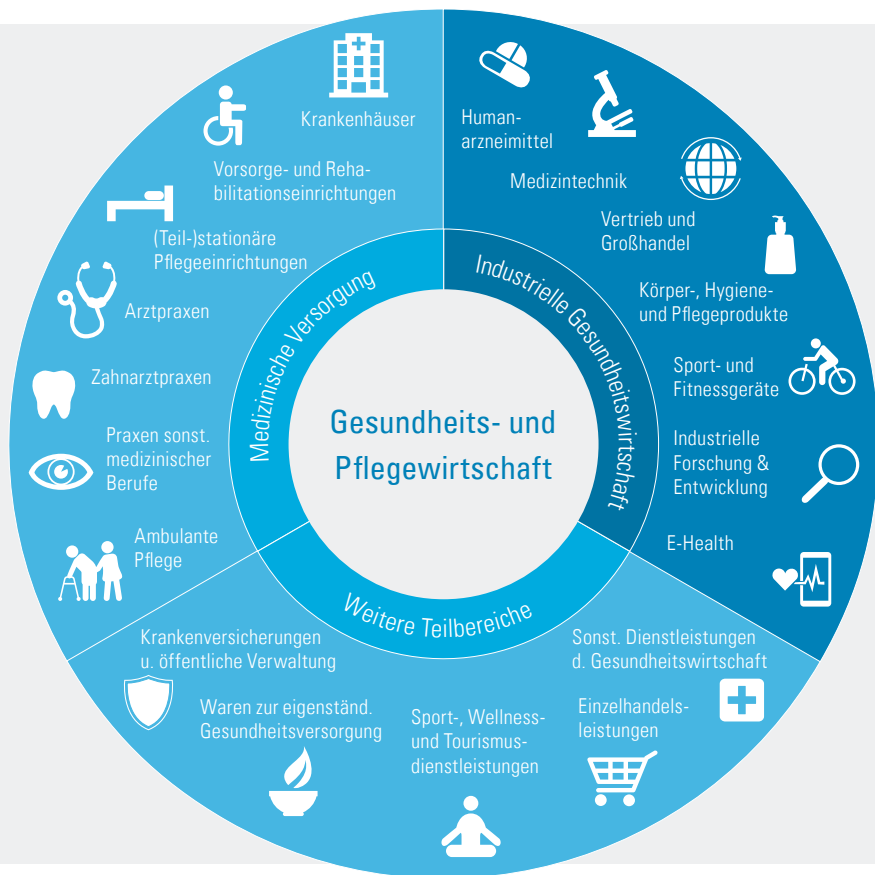 Gesundheits- und
Pflegewirtschaft
Medizinische Versorgung
Krankenhäuser
Vorsorge- und Reha-
bilitationseinrichtungen
(Teil-)stationäre
Pflegeeinrichtungen
Arztpraxen
Zahnarztpraxen
Praxen sonst.
medizinischer
Berufe
Ambulante
Pflege
Industrielle Gesundheitswirtschaft
Human-
arzneimittel
Medizintechnik
Vertrieb und
Großhandel
Körper-, Hygiene-
und Pflegeprodukte
Sport- und
Fitnessgeräte
Industrielle
Forschung &
Entwicklung
E-Health
Weitere Teilbereiche
Krankenversicherungen
u. öffentliche Verwaltung
Waren zur eigenständ.
Gesundheitsversorgung
Sport-, Wellness-
und Tourismus-
dienstleistungen
Einzelhandels-
leistungen
Sonst. Dienstleistungen
d. Gesundheitswirtschaft